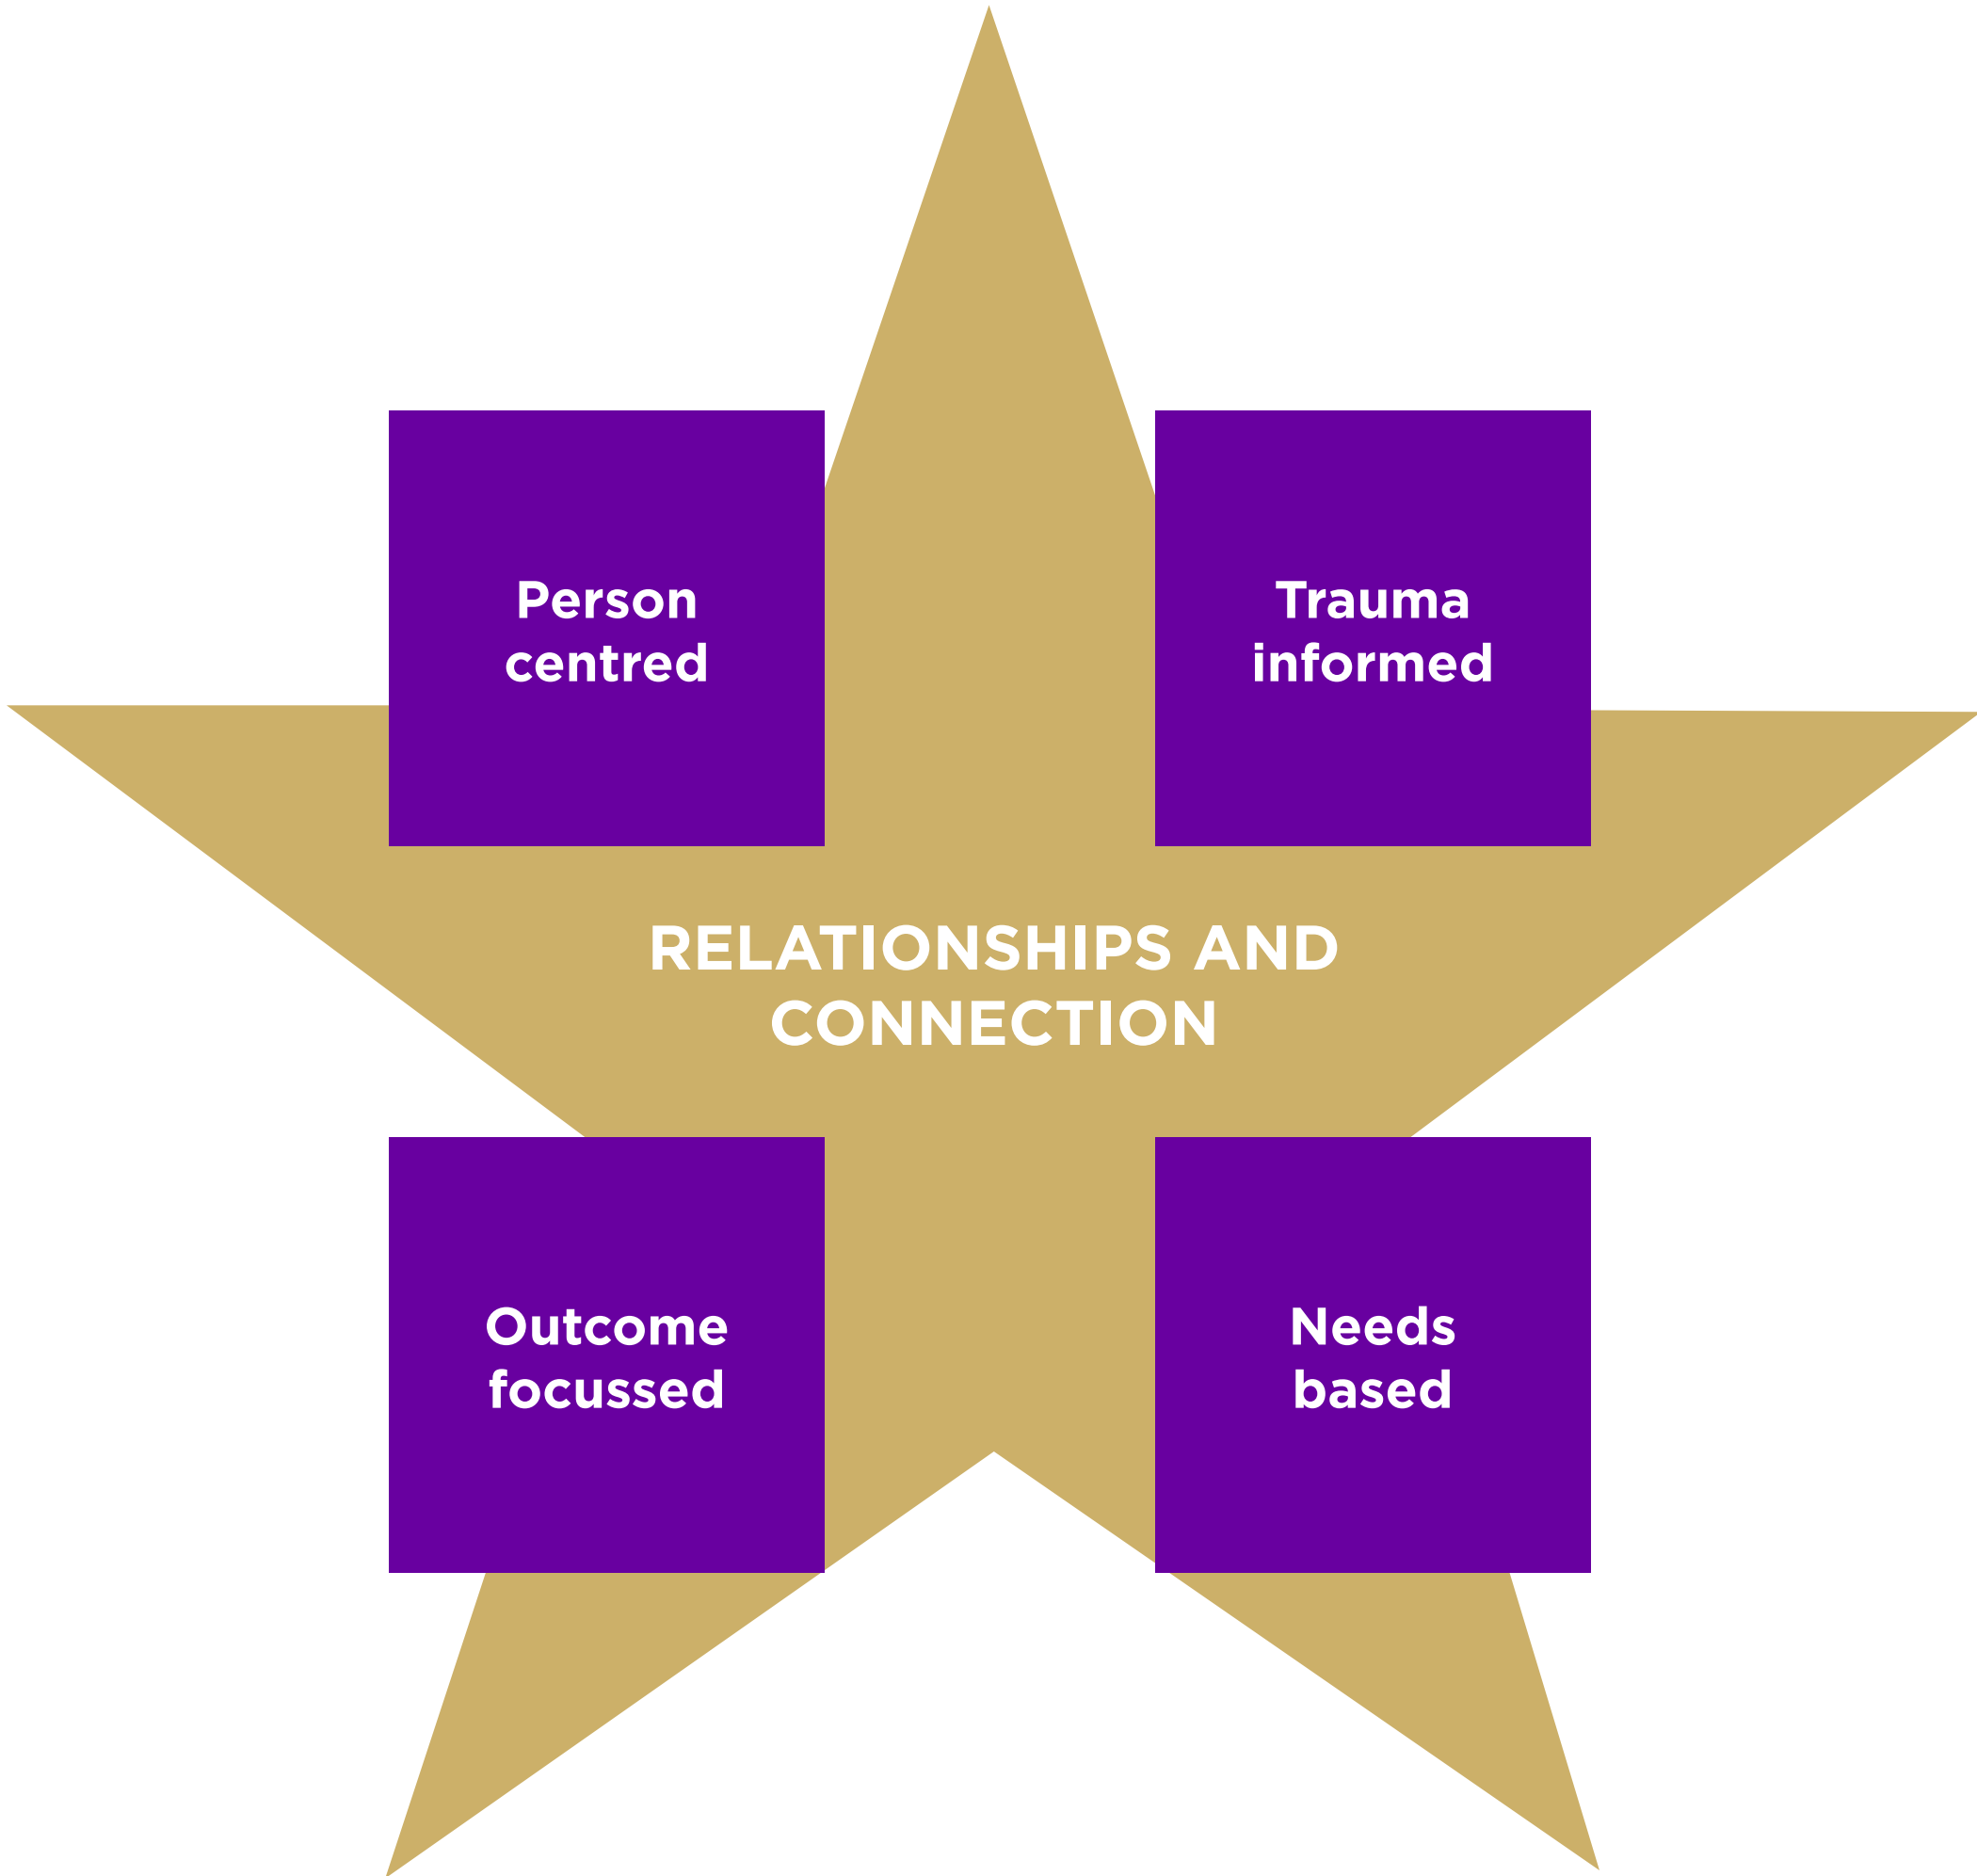 Person
centred
Trauma
informed
RELATIONSHIPS AND
CONNECTION
Outcome
focussed
Needs
based